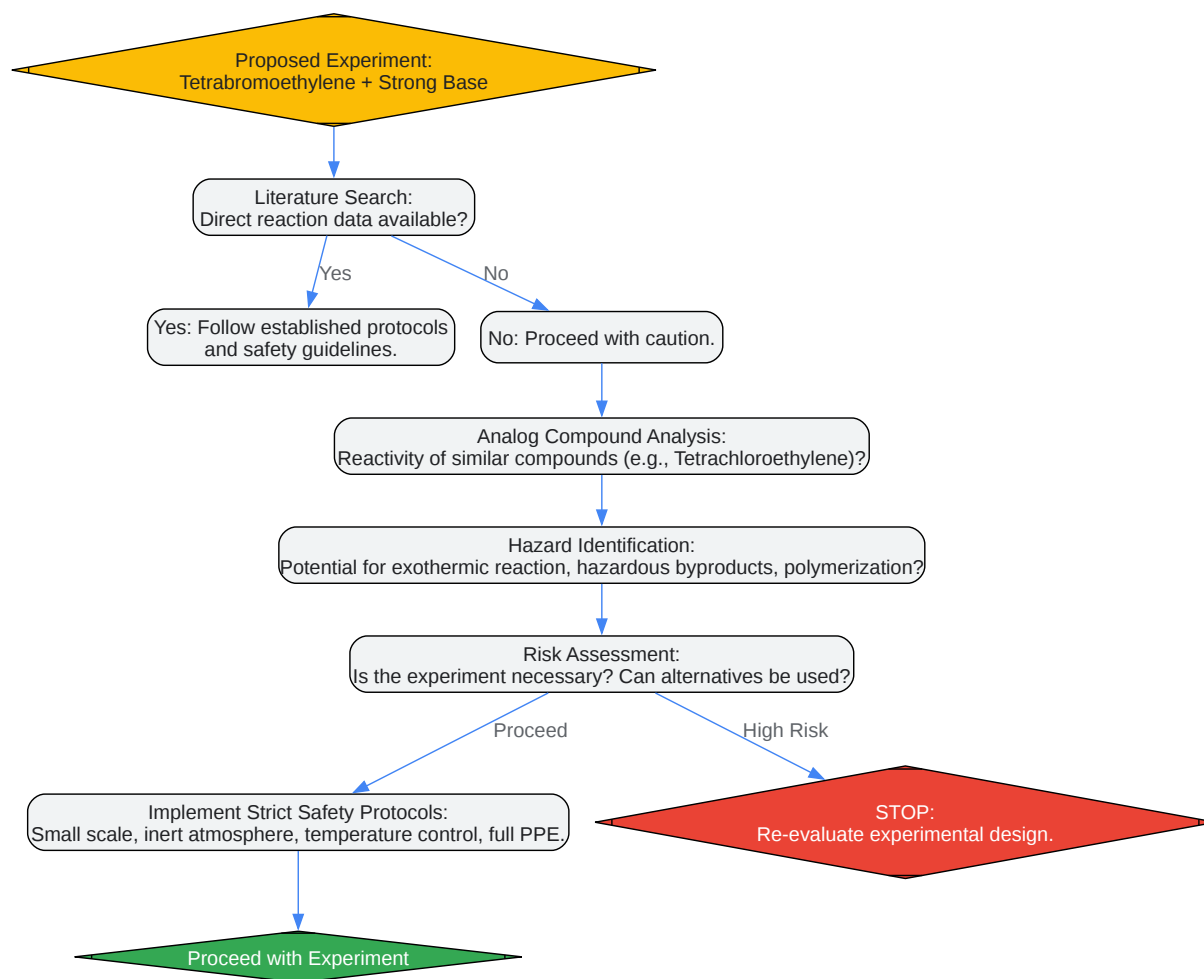 Proposed Experiment:
Tetrabromoethylene + Strong Base
Literature Search:
Direct reaction data available?
Yes
No
Yes: Follow established protocols
and safety guidelines.
No: Proceed with caution.
Analog Compound Analysis:
Reactivity of similar compounds (e.g., Tetrachloroethylene)?
Hazard Identification:
Potential for exothermic reaction, hazardous byproducts, polymerization?
Risk Assessment:
Is the experiment necessary? Can alternatives be used?
Proceed
High Risk
Implement Strict Safety Protocols:
Small scale, inert atmosphere, temperature control, full PPE.
STOP:
Re-evaluate experimental design.
Proceed with Experiment